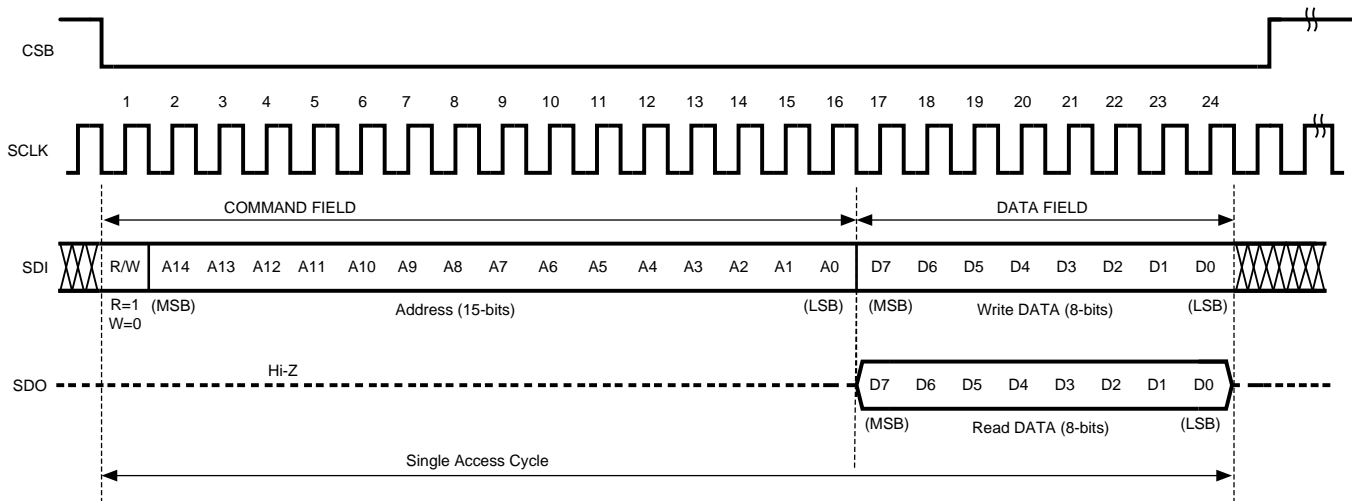 CSB
1 2 3 4 5 6 7 8 9 10 11 12 13 14 15 16 17 18 19 20 21 22 23 24
SCLK
COMMAND FIELD DATA FIELD
SDI R/W A14 A13 A12 A11 A10 A9 A8 A7 A6 A5 A4 A3 A2 A1 A0 D7 D6 D5 D4 D3 D2 D1 D0
R=1 (MSB) Address (15-bits) (LSB) (MSB) Write DATA (8-bits) (LSB)
W=0
Hi-Z
SDO D7 D6 D5 D4 D3 D2 D1 D0
(MSB) Read DATA (8-bits) (LSB)
Single Access Cycle